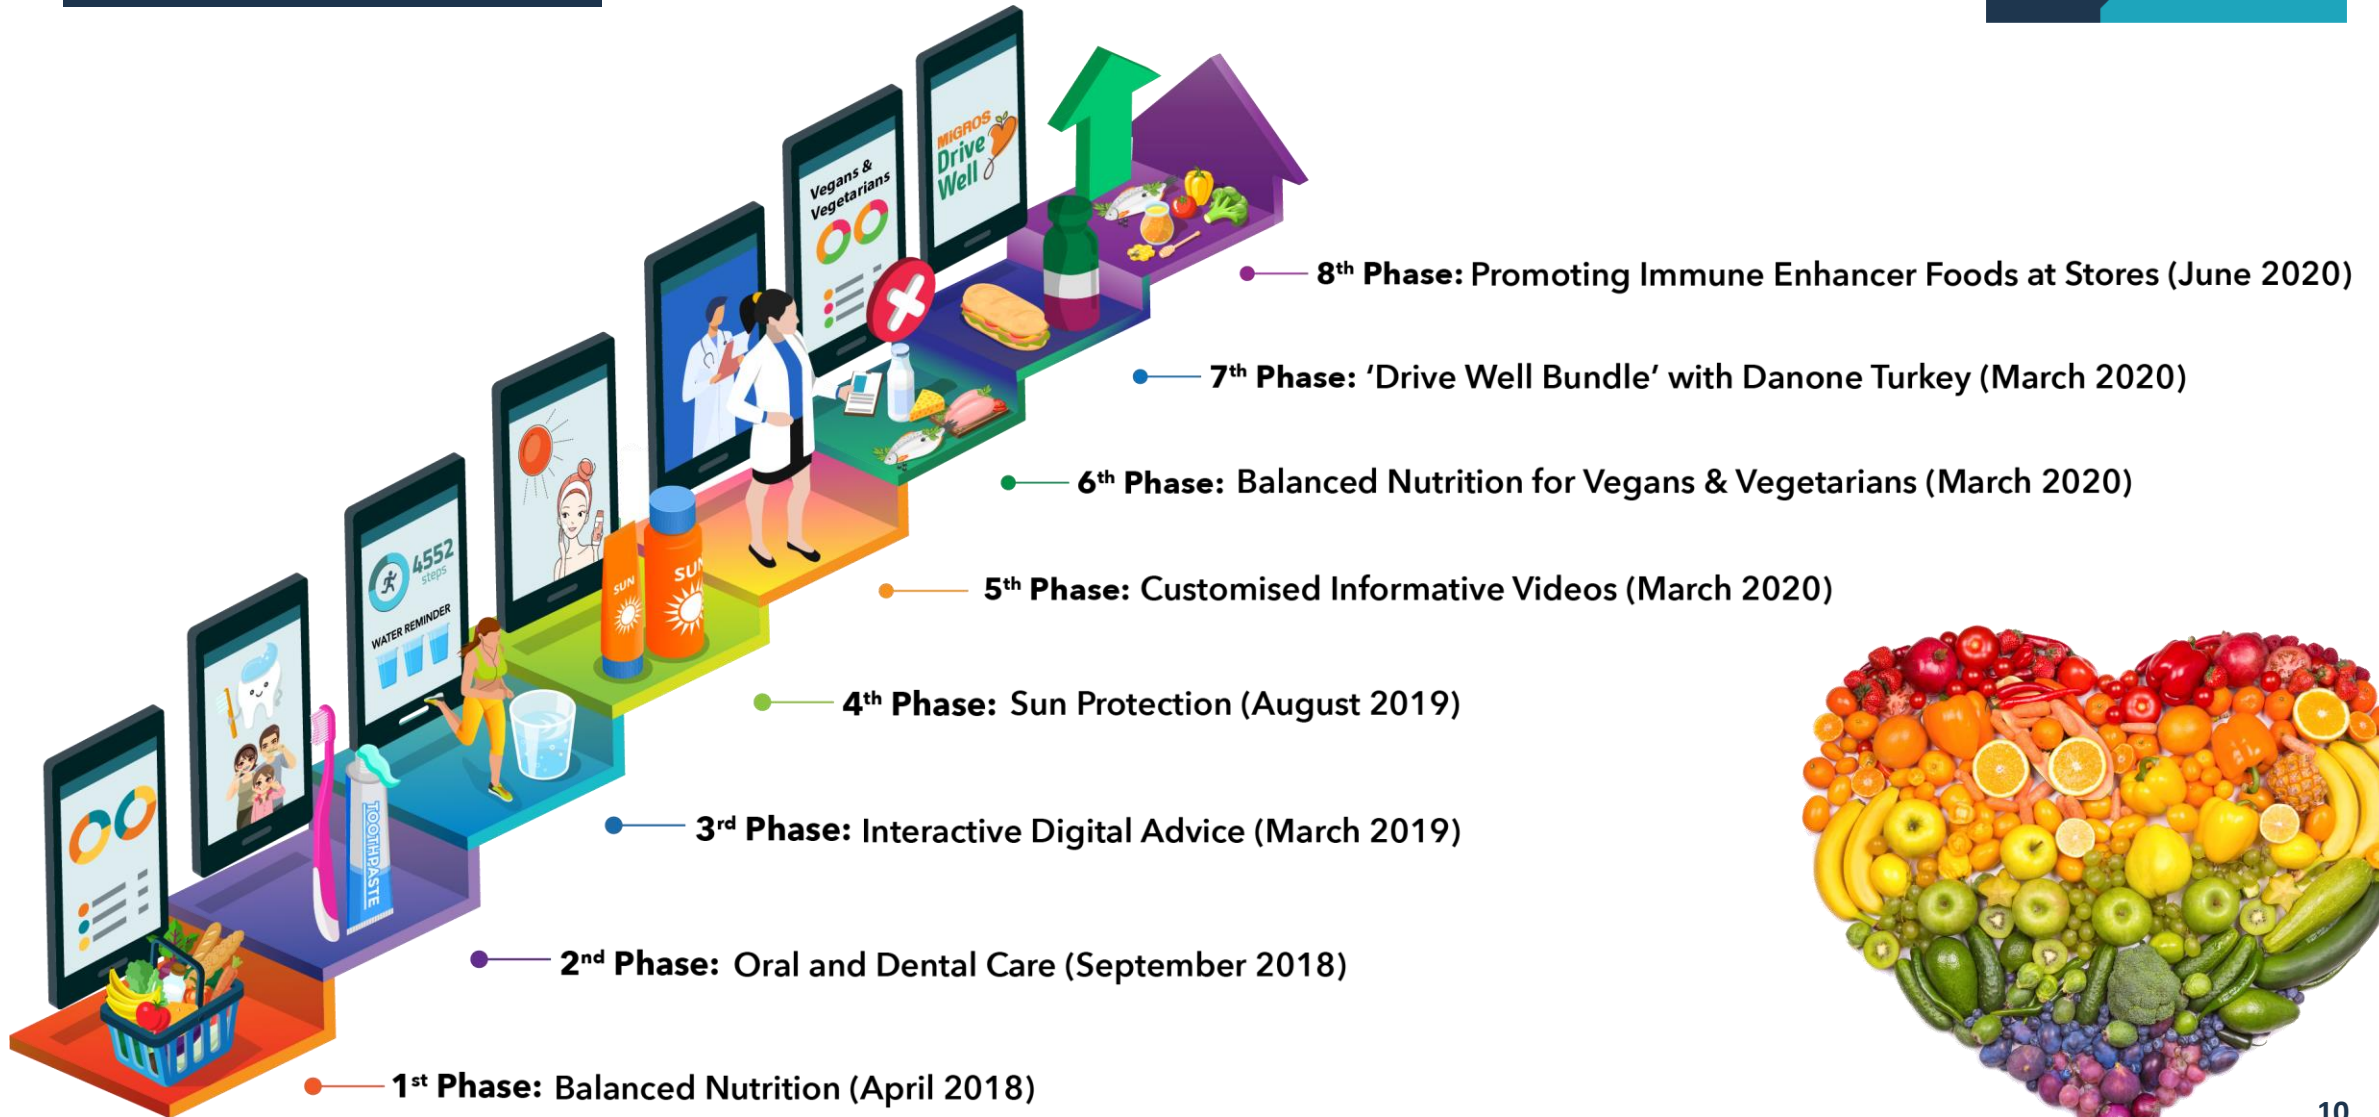 MiGROS
Drive
Well
Vegans &
Vegetarians
8th Phase: Promoting Immune Enhancer Foods at Stores (June 2020)
7th Phase: ‘Drive Well Bundle’ with Danone Turkey (March 2020)
6th Phase: Balanced Nutrition for Vegans & Vegetarians (March 2020)
4552
steps
WATER REMINDER
SUN
SUN
5th Phase: Customised Informative Videos (March 2020)
4th Phase: Sun Protection (August 2019)
TOOTHPASTE
3rd Phase: Interactive Digital Advice (March 2019)
2nd Phase: Oral and Dental Care (September 2018)
1st Phase: Balanced Nutrition (April 2018)
10